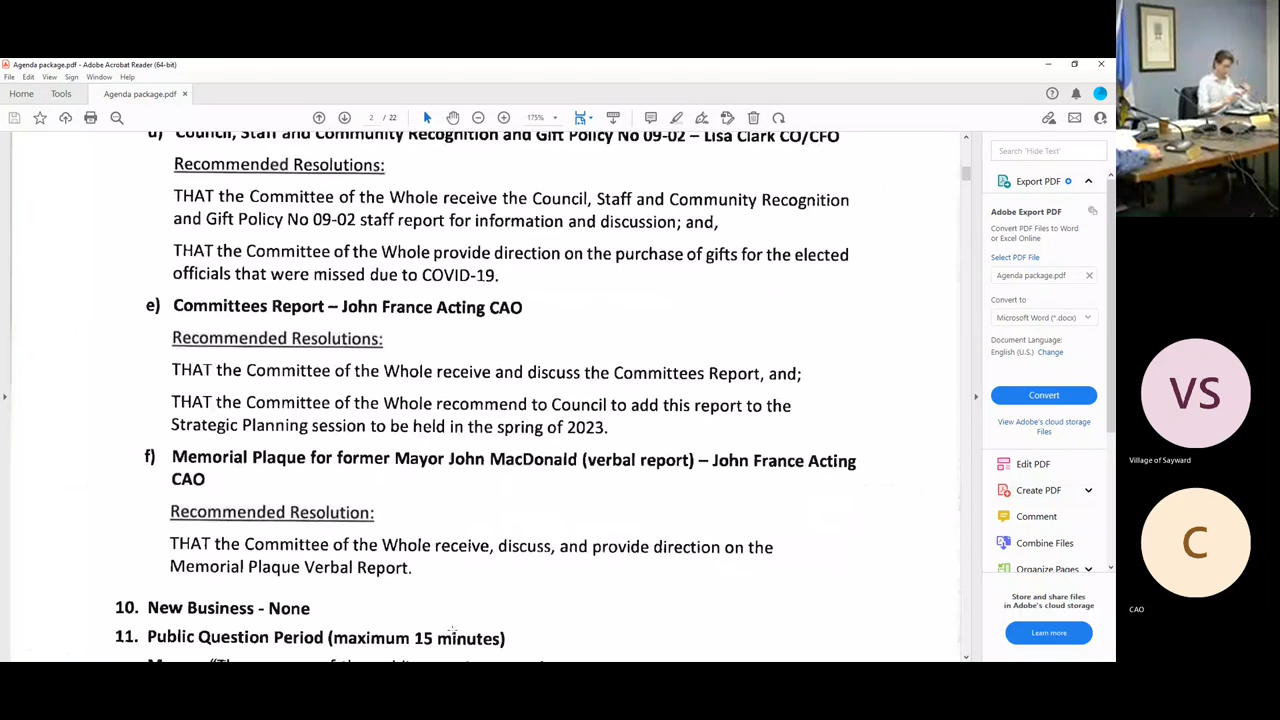 Agenda package.pdf - Adobe Acrobat Reader (64-bit)
File Edit View Sign Window Help
Home Tools Agenda package.pdf ×
2 / 22 175%
d) Council, Staff and Community Recognition and Gift Policy No 09-02 – Lisa Clark CO/CFO
Recommended Resolutions:
THAT the Committee of the Whole receive the Council, Staff and Community Recognition
and Gift Policy No 09-02 staff report for information and discussion; and,
THAT the Committee of the Whole provide direction on the purchase of gifts for the elected
officials that were missed due to COVID-19.
e) Committees Report – John France Acting CAO
Recommended Resolutions:
THAT the Committee of the Whole receive and discuss the Committees Report, and;
THAT the Committee of the Whole recommend to Council to add this report to the
Strategic Planning session to be held in the spring of 2023.
f) Memorial Plaque for former Mayor John MacDonald (verbal report) – John France Acting
CAO
Recommended Resolution:
THAT the Committee of the Whole receive, discuss, and provide direction on the
Memorial Plaque Verbal Report.
10. New Business - None
11. Public Question Period (maximum 15 minutes)
Search 'Hide Text'
Export PDF
Adobe Export PDF
Convert PDF Files to Word
or Excel Online
Select PDF File
Agenda package.pdf ×
Convert to
Microsoft Word (*.docx)
Document Language:
English (U.S.) Change
Convert
View Adobe's cloud storage
Files
Edit PDF
Create PDF
Comment
Combine Files
Organize Pages
Store and share files
in Adobe's cloud storage
Learn more
VS
Village of Sayward
C
CAO